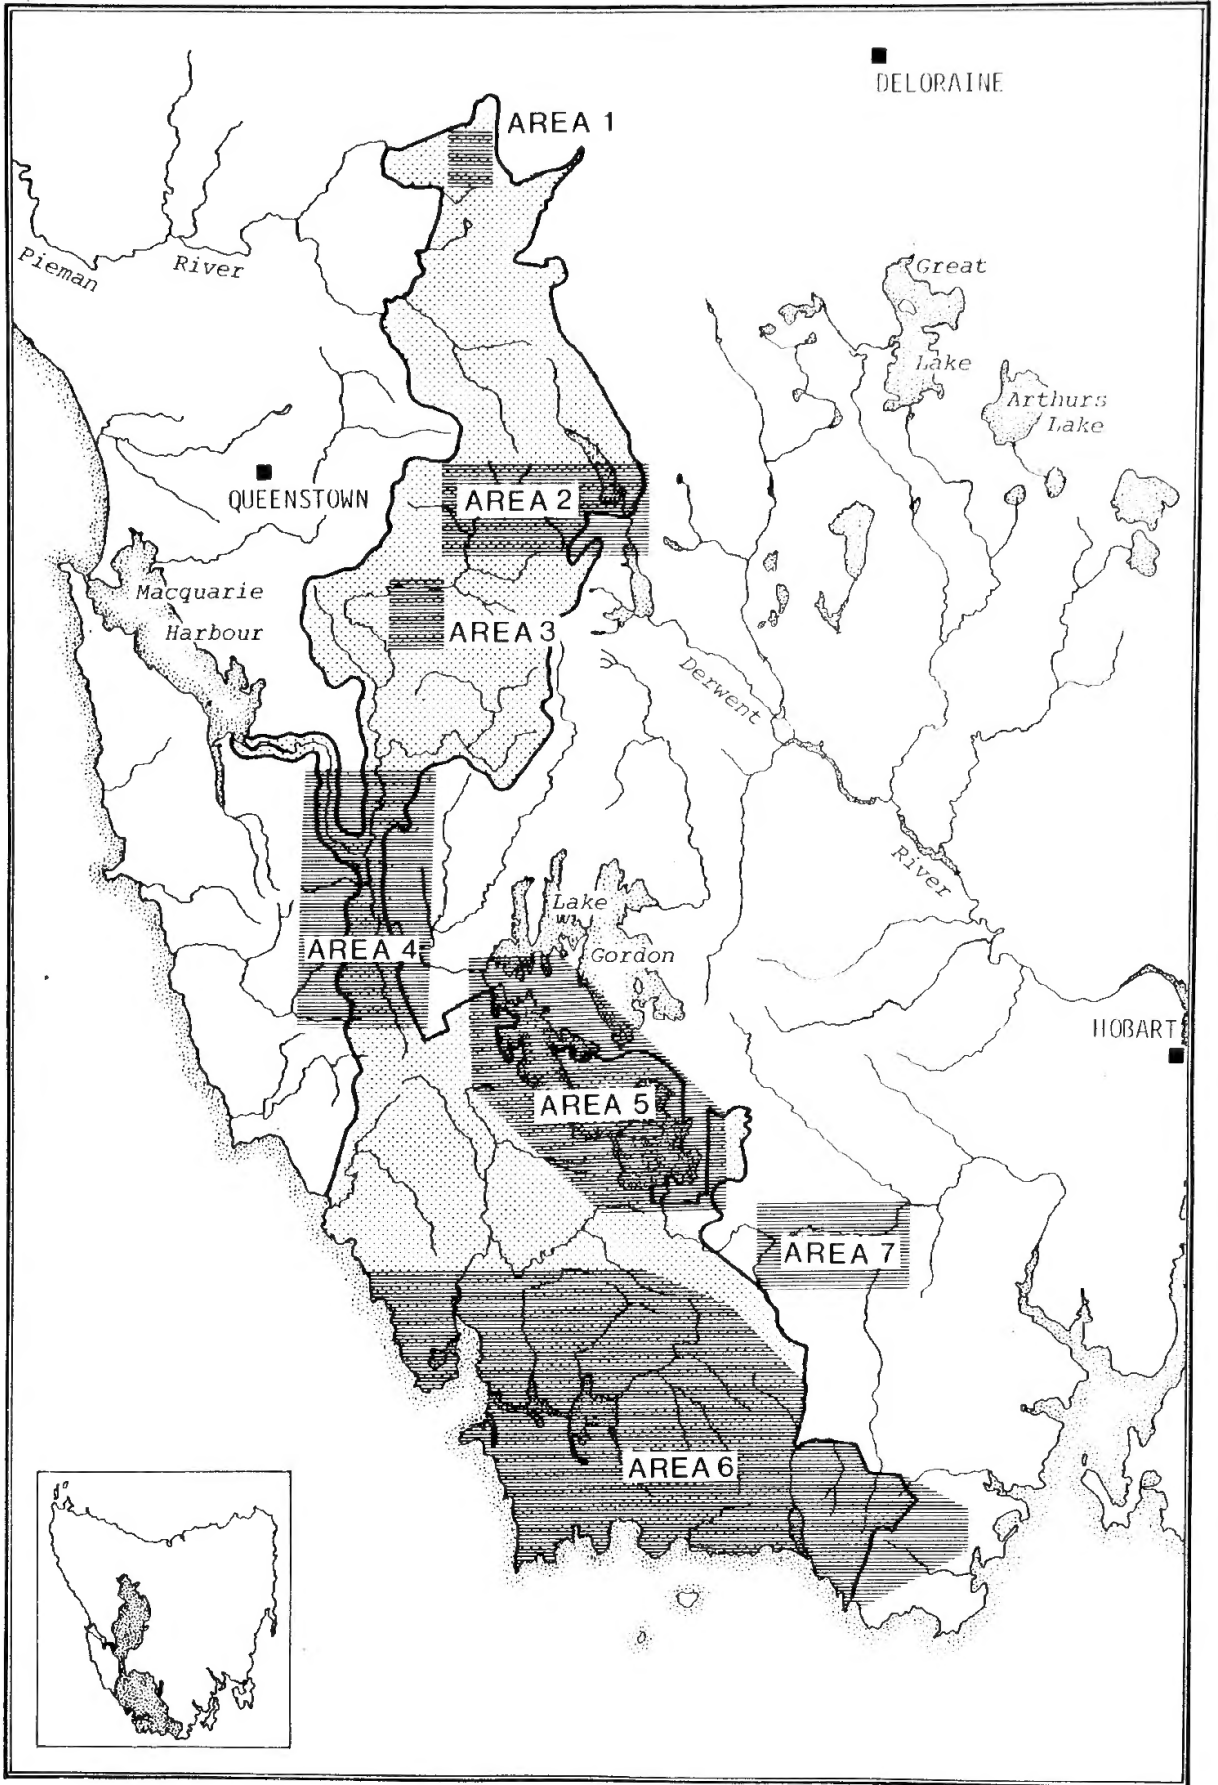 DELORAINE
AREA 1
Pieman
River
Great
Lake
Arthurs
Lake
QUEENSTOWN
AREA 2
Macquarie
Harbour
AREA 3
Derwent
River
Lake
Gordon
AREA 4
HOBART
AREA 5
AREA 7
AREA 6